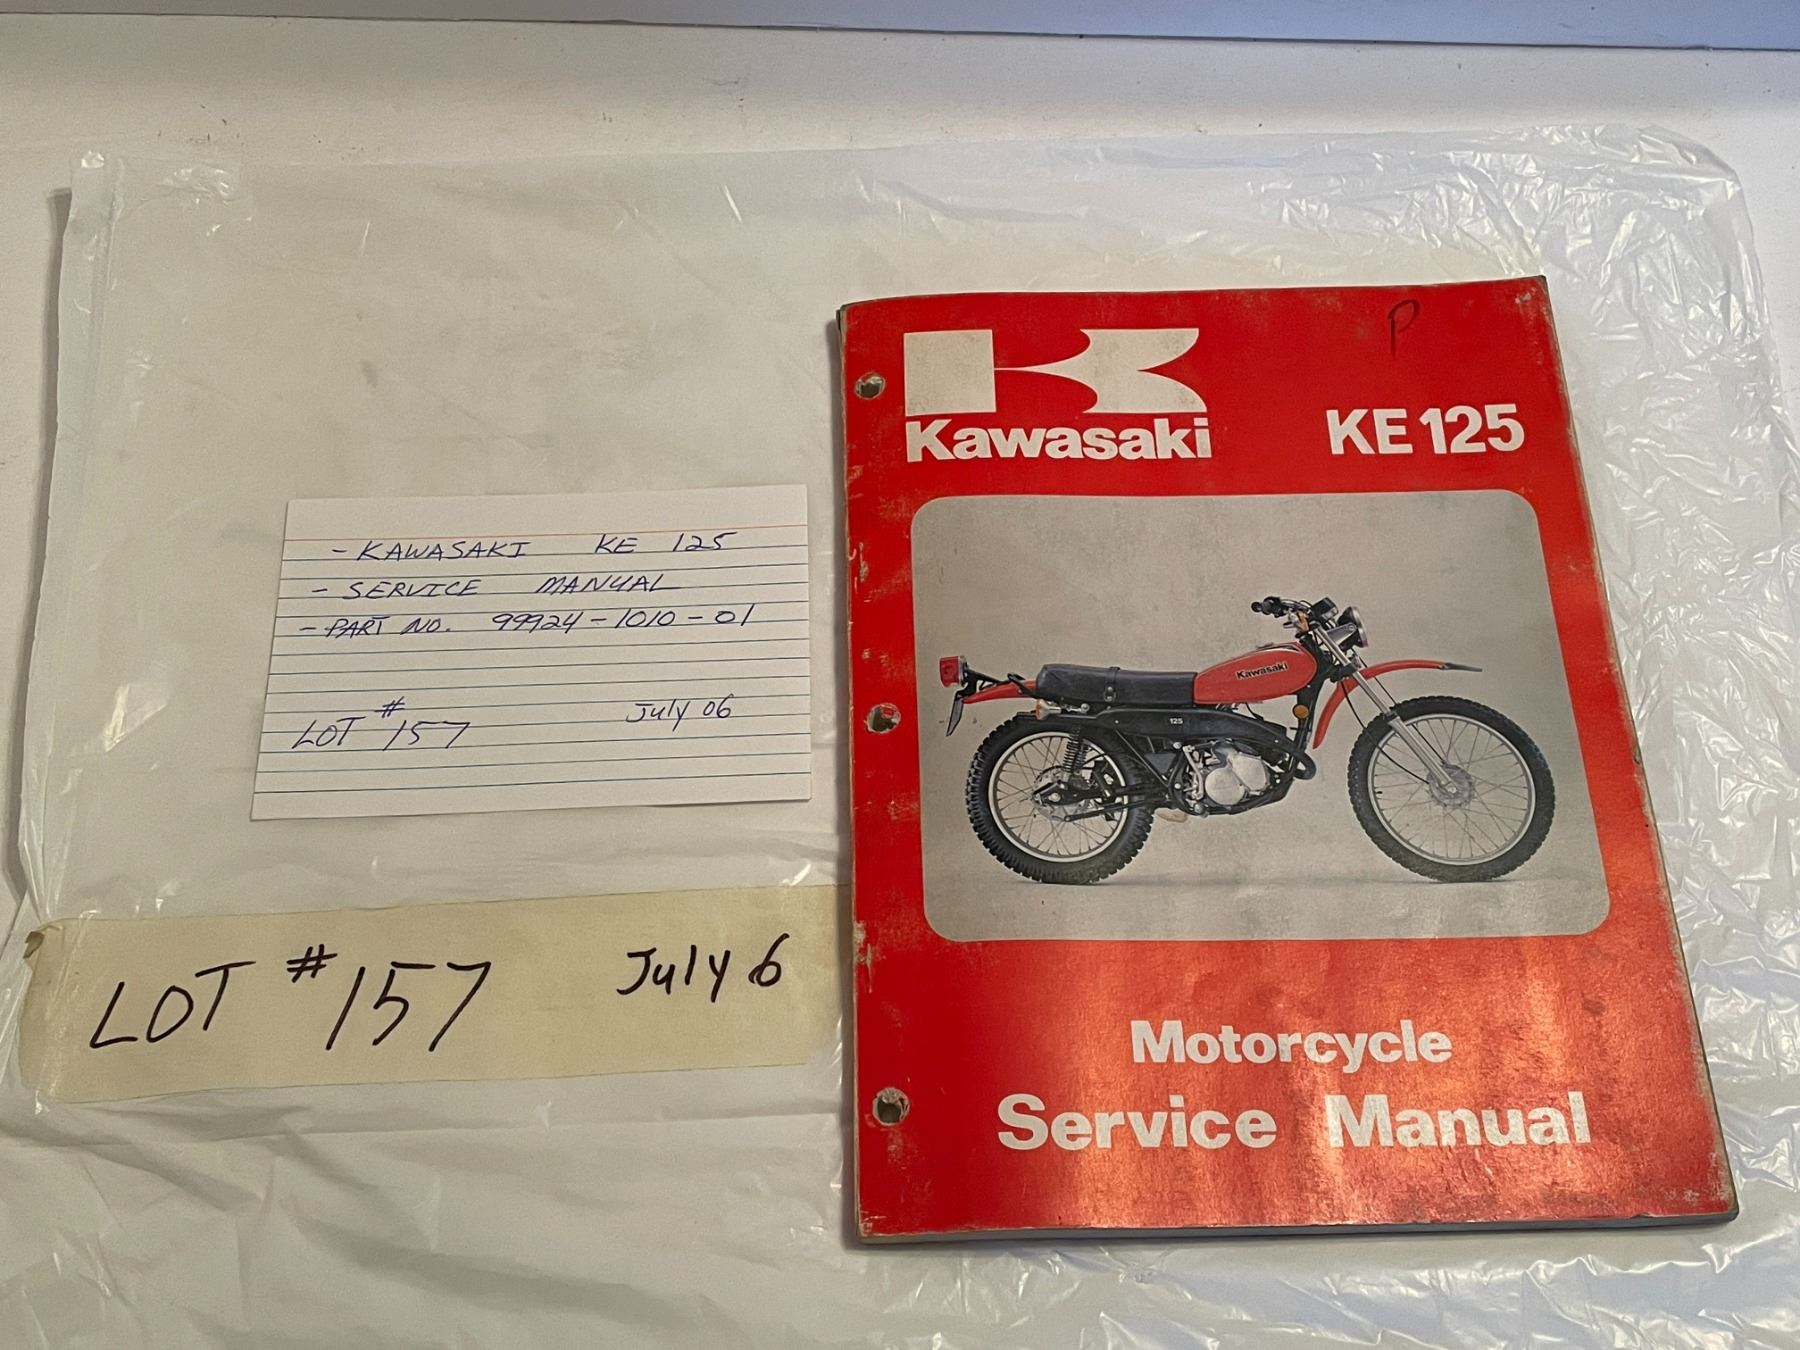 - KAWASAKI KE 125
- SERVICE MANUAL
- PART NO. 99924-1010-01
LOT # 157 July 06
LOT # 157 July 6
P
Kawasaki KE 125
Kawasaki
125
Motorcycle
Service Manual